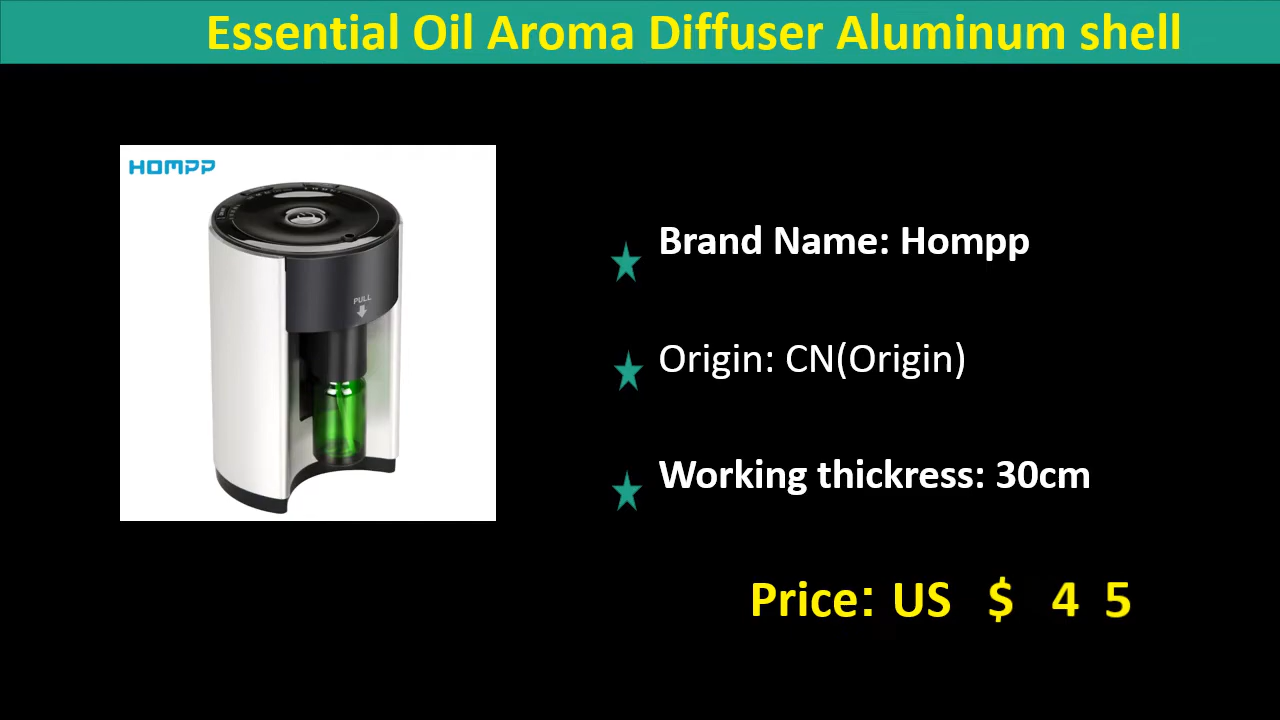 Essential Oil Aroma Diffuser Aluminum shell
HOMPP
PULL
Brand Name: Hompp
Origin: CN(Origin)
Working thickress: 30cm
Price: US $ 4 5